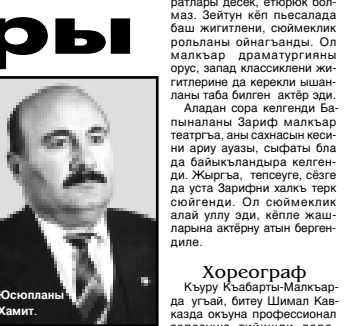 ры
Юсюпланы
Хамит.
ратлары десек, етюрюк бол-
маз. Зейтун кёп пьесалада
баш жигитлени, сюймеклик
рольланы ойнагъанды. Ол
малкъар драматургияны
орус, запад классиклени жи-
гитлерине да керекли ышан-
ланы таба билген актёр эди.
Аладан сора келгенди Ба-
пыналаны Зариф малкъар
театргъа, аны сахнасын кеси-
ни ариу ауазы, сыфаты бла
да байыкъландыра келген-
ди. Жыргъа, тепсеуге, сёзге
да уста Зарифни халкъ терк
сюйгенди. Ол сюймеклик
алай уллу эди, кёпле жаш-
ларына актёрну атын берген-
диле.
Хореограф
Къуру Къабарты-Малкъар-
да угъай, битеу Шимал Кав-
казда окъуна профессионал